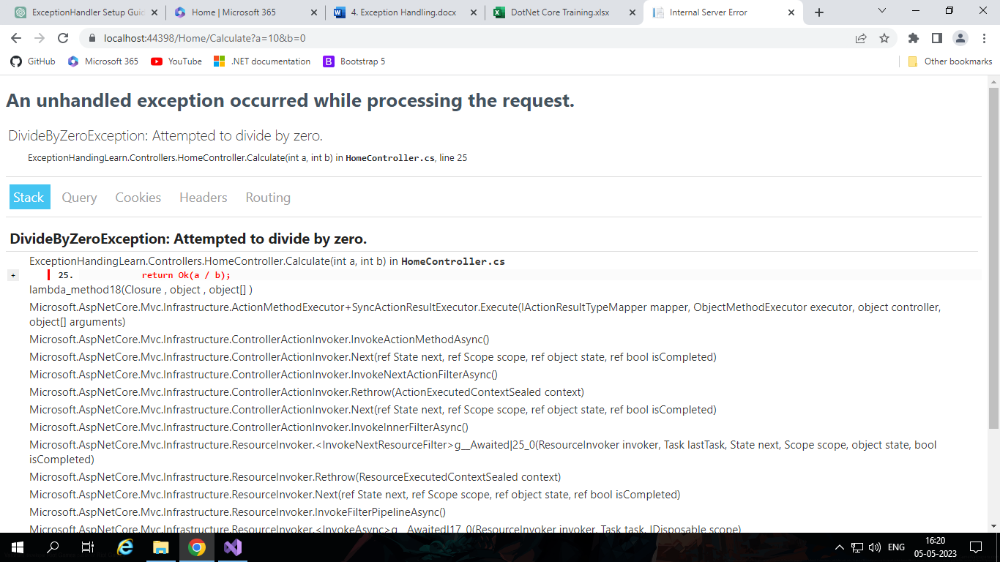 ExceptionHandler Setup Guid
Home | Microsoft 365
4. Exception Handling.docx
DotNet Core Training.xlsx
Internal Server Error
localhost:44398/Home/Calculate?a=10&b=0
GitHub
Microsoft 365
YouTube
.NET documentation
Bootstrap 5
Other bookmarks
An unhandled exception occurred while processing the request.
DivideByZeroException: Attempted to divide by zero.
ExceptionHandingLearn.Controllers.HomeController.Calculate(int a, int b) in HomeController.cs, line 25
Stack Query Cookies Headers Routing
DivideByZeroException: Attempted to divide by zero.
ExceptionHandingLearn.Controllers.HomeController.Calculate(int a, int b) in HomeController.cs
+ 25. return Ok(a / b);
lambda_method18(Closure , object , object[] )
Microsoft.AspNetCore.Mvc.Infrastructure.ActionMethodExecutor+SyncActionResultExecutor.Execute(IActionResultTypeMapper mapper, ObjectMethodExecutor executor, object controller,
object[] arguments)
Microsoft.AspNetCore.Mvc.Infrastructure.ControllerActionInvoker.InvokeActionMethodAsync()
Microsoft.AspNetCore.Mvc.Infrastructure.ControllerActionInvoker.Next(ref State next, ref Scope scope, ref object state, ref bool isCompleted)
Microsoft.AspNetCore.Mvc.Infrastructure.ControllerActionInvoker.InvokeNextActionFilterAsync()
Microsoft.AspNetCore.Mvc.Infrastructure.ControllerActionInvoker.Rethrow(ActionExecutedContextSealed context)
Microsoft.AspNetCore.Mvc.Infrastructure.ControllerActionInvoker.Next(ref State next, ref Scope scope, ref object state, ref bool isCompleted)
Microsoft.AspNetCore.Mvc.Infrastructure.ControllerActionInvoker.InvokeInnerFilterAsync()
Microsoft.AspNetCore.Mvc.Infrastructure.ResourceInvoker.<InvokeNextResourceFilter>g__Awaited|25_0(ResourceInvoker invoker, Task lastTask, State next, Scope scope, object state, bool
isCompleted)
Microsoft.AspNetCore.Mvc.Infrastructure.ResourceInvoker.Rethrow(ResourceExecutedContextSealed context)
Microsoft.AspNetCore.Mvc.Infrastructure.ResourceInvoker.Next(ref State next, ref Scope scope, ref object state, ref bool isCompleted)
Microsoft.AspNetCore.Mvc.Infrastructure.ResourceInvoker.InvokeFilterPipelineAsync()
Microsoft.AspNetCore.Mvc.Infrastructure.ResourceInvoker.<InvokeAsync>g__Awaited|17_0(ResourceInvoker invoker, Task task, IDisposable scope)
ENG
16:20
05-05-2023